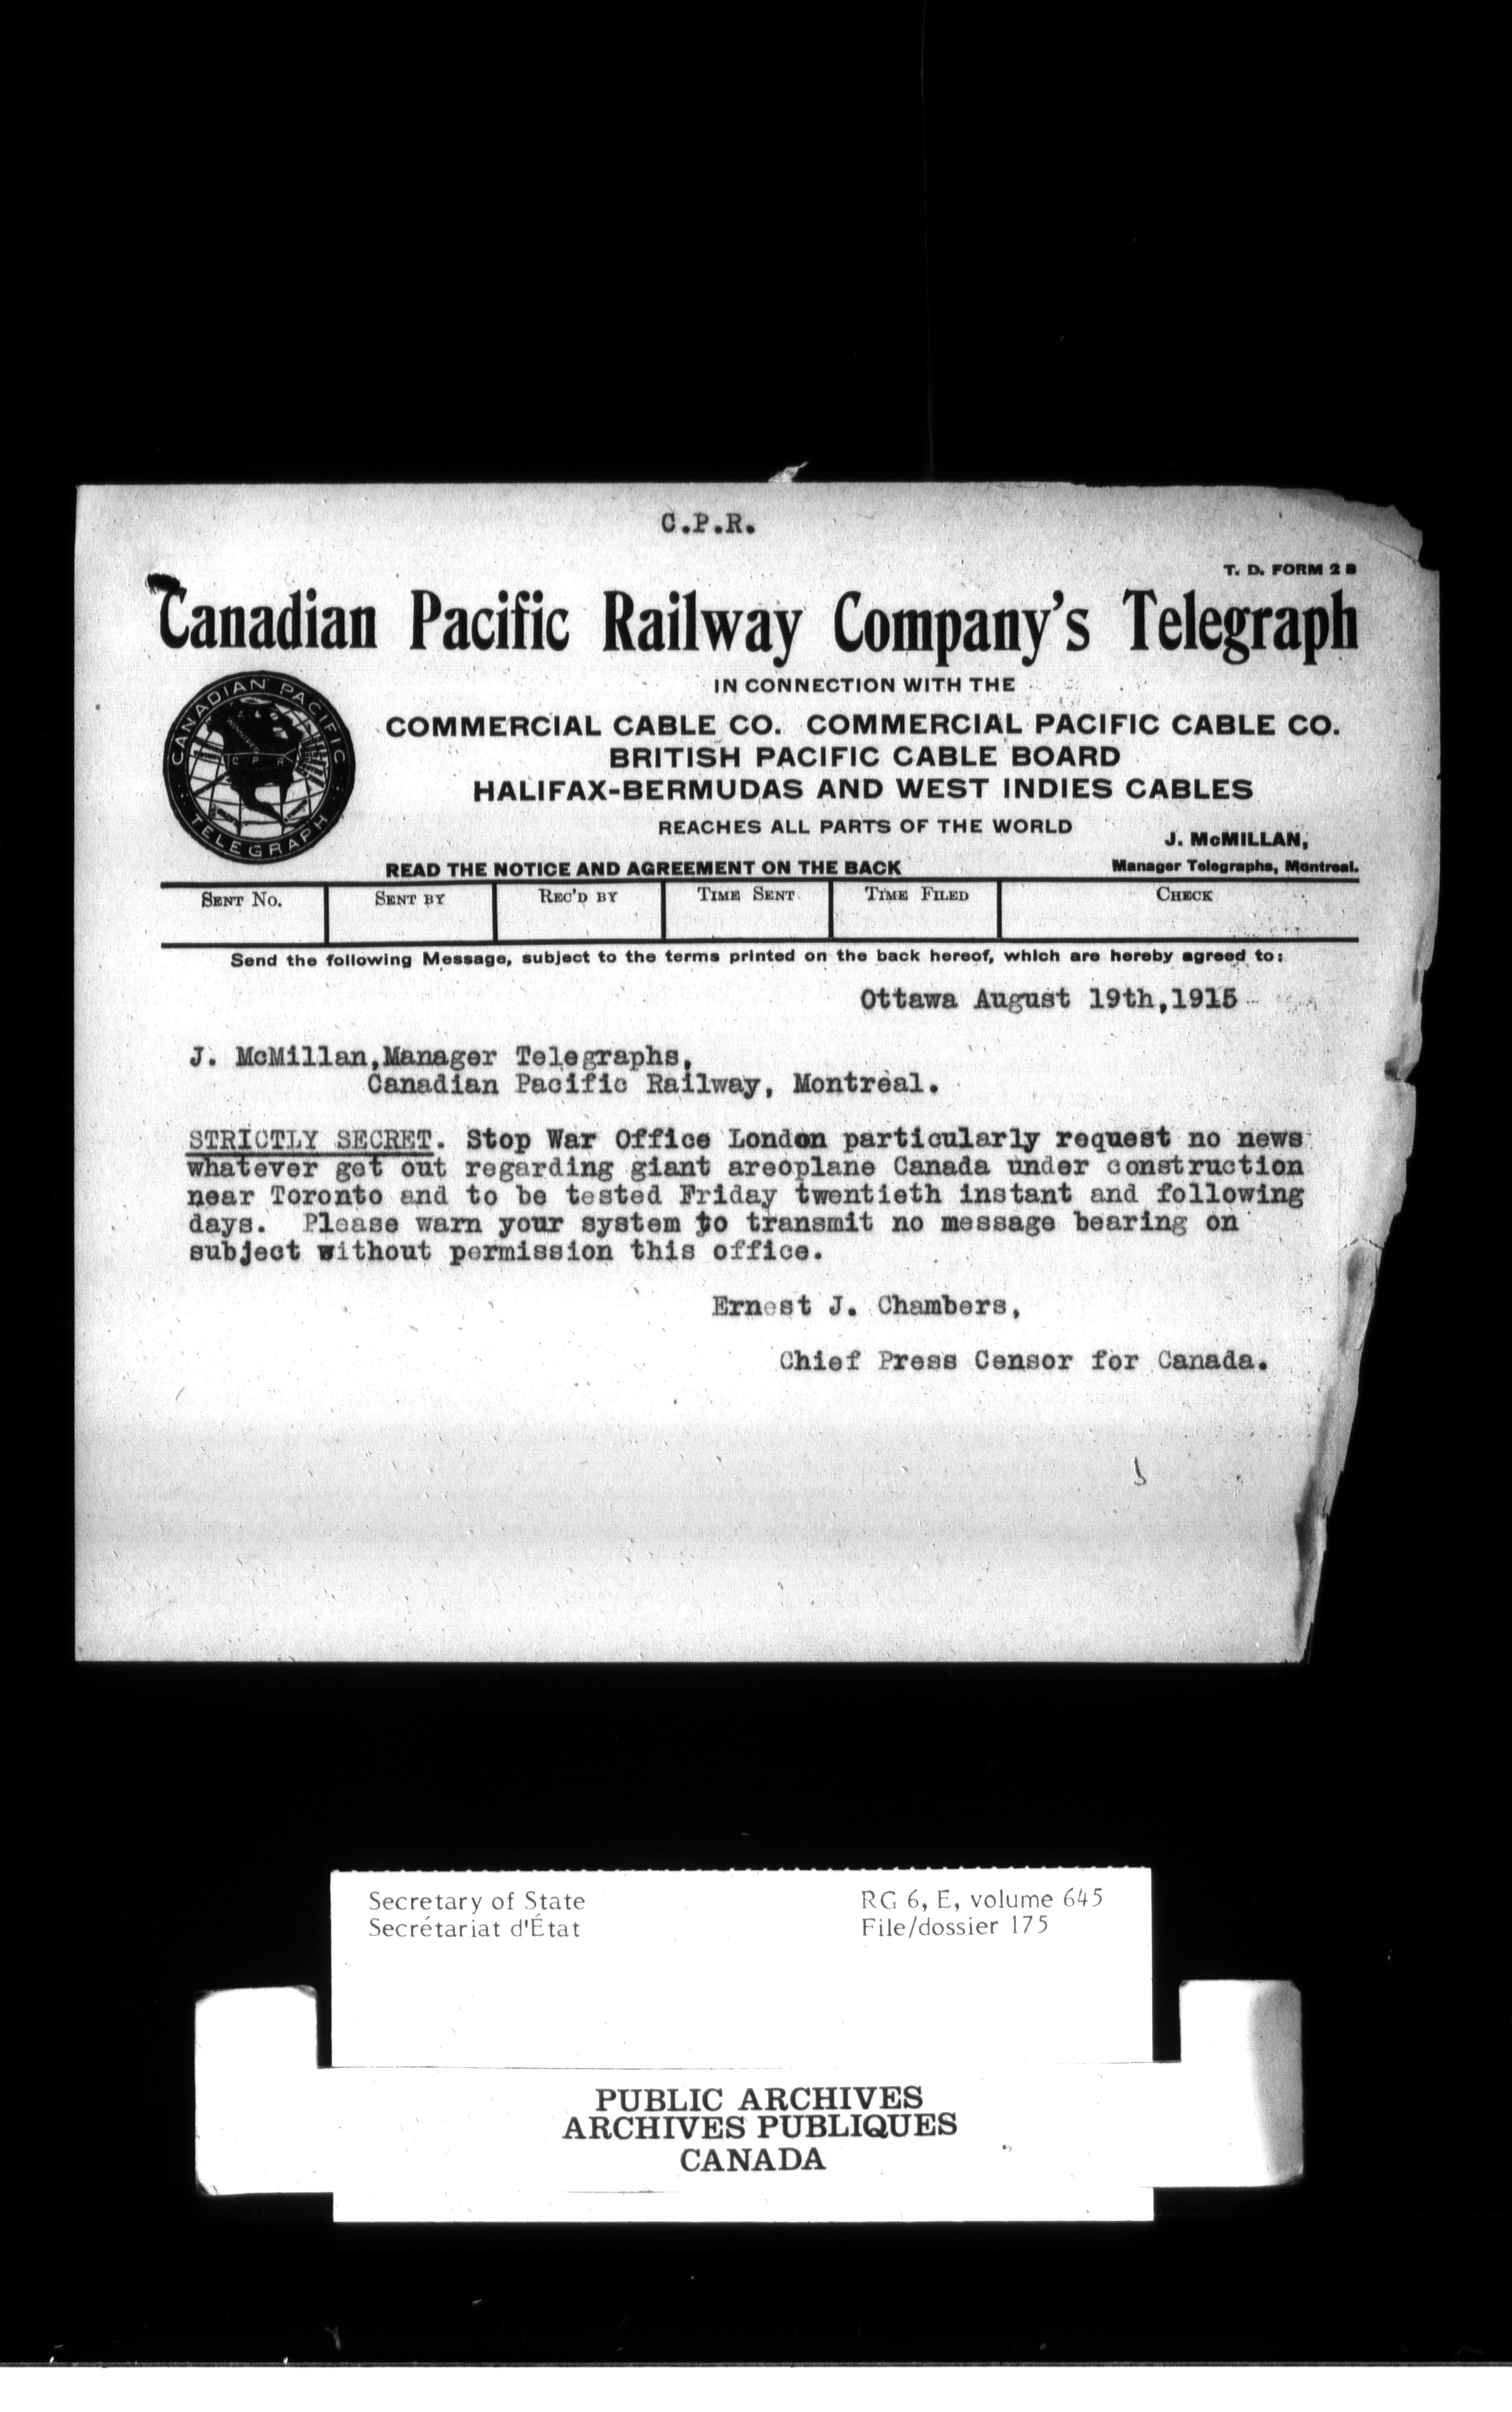 C.P.R.
T. D. FORM 2 B
Canadian Pacific Railway Company's Telegraph
IN CONNECTION WITH THE
COMMERCIAL CABLE CO. COMMERCIAL PACIFIC CABLE CO.
BRITISH PACIFIC CABLE BOARD
HALIFAX-BERMUDAS AND WEST INDIES CABLES
REACHES ALL PARTS OF THE WORLD
CANADIAN PACIFIC
WINNIPEG
C P R
TELEGRAPH
J. McMILLAN,
READ THE NOTICE AND AGREEMENT ON THE BACK
Manager Telegraphs, Montreal.
SENT NO. SENT BY REC'D BY TIME SENT TIME FILED CHECK
Send the following Message, subject to the terms printed on the back hereof, which are hereby agreed to:
Ottawa August 19th,1915
J. McMillan,Manager Telegraphs,
Canadian Pacific Railway, Montreal.
STRICTLY SECRET. Stop War Office London particularly request no news
whatever get out regarding giant areoplane Canada under construction
near Toronto and to be tested Friday twentieth instant and following
days. Please warn your system to transmit no message bearing on
subject without permission this office.
Ernest J. Chambers,
Chief Press Censor for Canada.
Secretary of State
Secrétariat d'État
RG 6, E, volume 645
File/dossier 175
PUBLIC ARCHIVES
ARCHIVES PUBLIQUES
CANADA